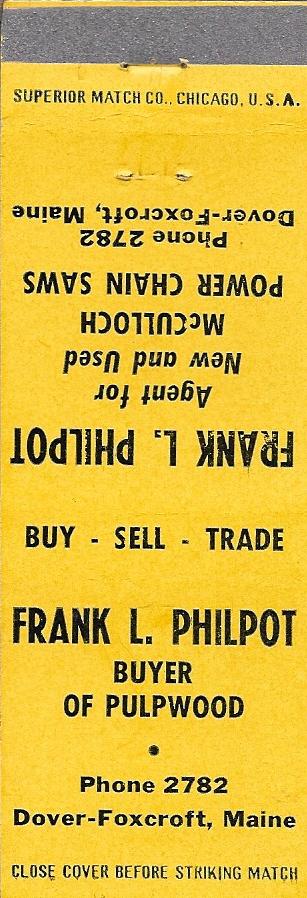 SUPERIOR MATCH CO., CHICAGO, U.S.A.
FRANK L. PHILPOT
Agent for
New and Used
McCULLOCH
POWER CHAIN SAWS
Phone 2782
Dover-Foxcroft, Maine
BUY - SELL - TRADE
FRANK L. PHILPOT
BUYER
OF PULPWOOD
•
Phone 2782
Dover-Foxcroft, Maine
CLOSE COVER BEFORE STRIKING MATCH